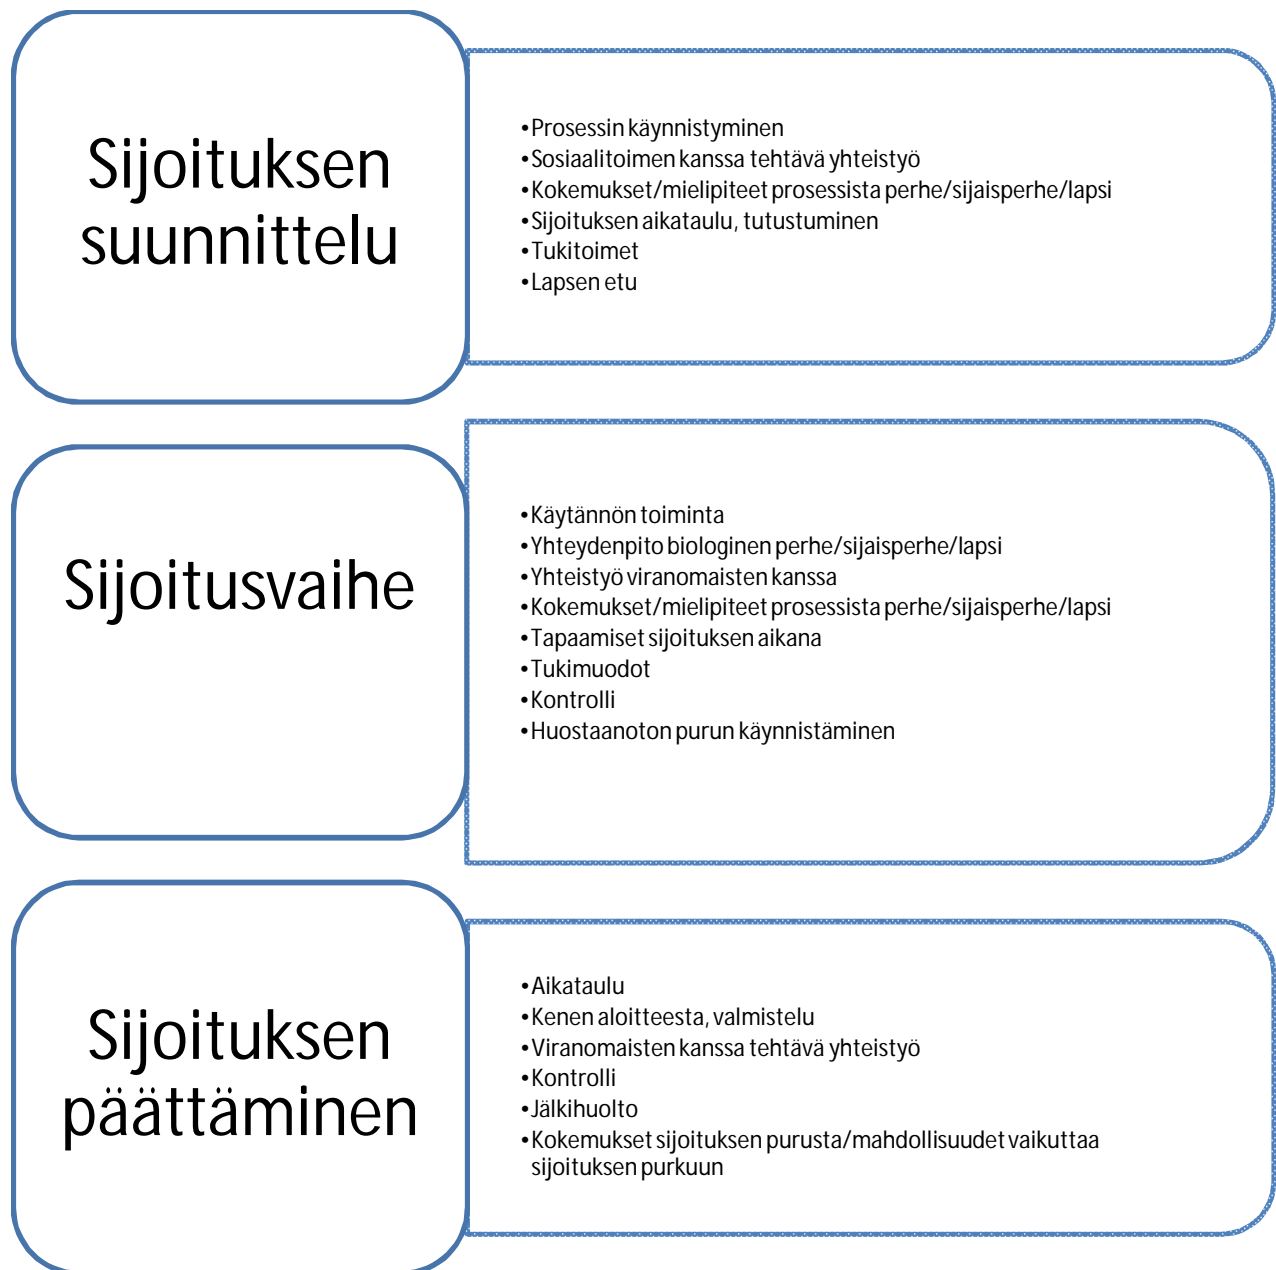 Sijoituksen
suunnittelu
•Prosessin käynnistyminen
•Sosiaalitoimen kanssa tehtävä yhteistyö
•Kokemukset/mielipiteet prosessista perhe/sijaisperhe/lapsi
•Sijoituksen aikataulu, tutustuminen
•Tukitoimet
•Lapsen etu
Sijoitusvaihe
•Käytännön toiminta
•Yhteydenpito biologinen perhe/sijaisperhe/lapsi
•Yhteistyö viranomaisten kanssa
•Kokemukset/mielipiteet prosessista perhe/sijaisperhe/lapsi
•Tapaamiset sijoituksen aikana
•Tukimuodot
•Kontrolli
•Huostaanoton purun käynnistäminen
Sijoituksen
päättäminen
•Aikataulu
•Kenen aloitteesta, valmistelu
•Viranomaisten kanssa tehtävä yhteistyö
•Kontrolli
•Jälkihuolto
•Kokemukset sijoituksen purusta/mahdollisuudet vaikuttaa
sijoituksen purkuun